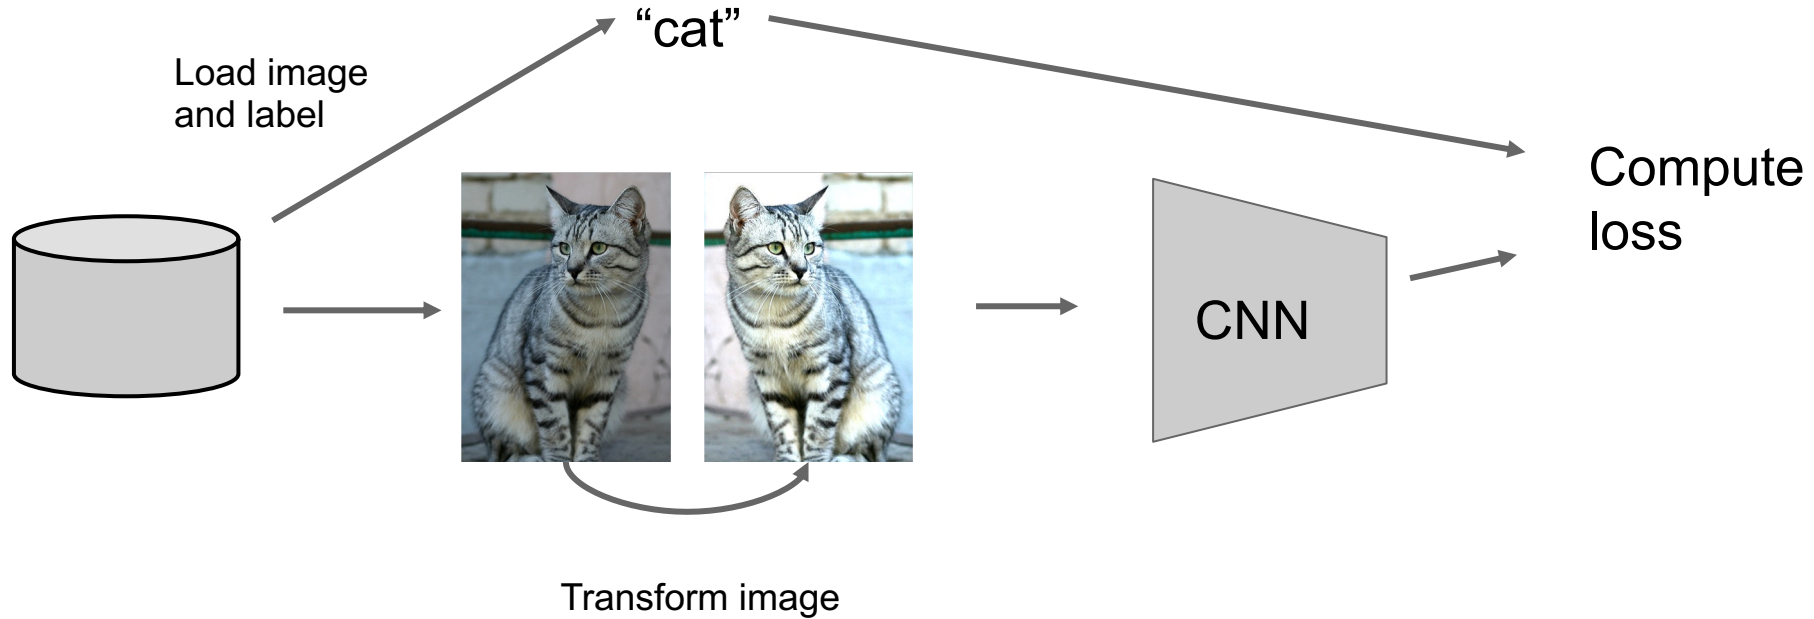 “cat”
Load image
and label
Compute
loss
CNN
Transform image